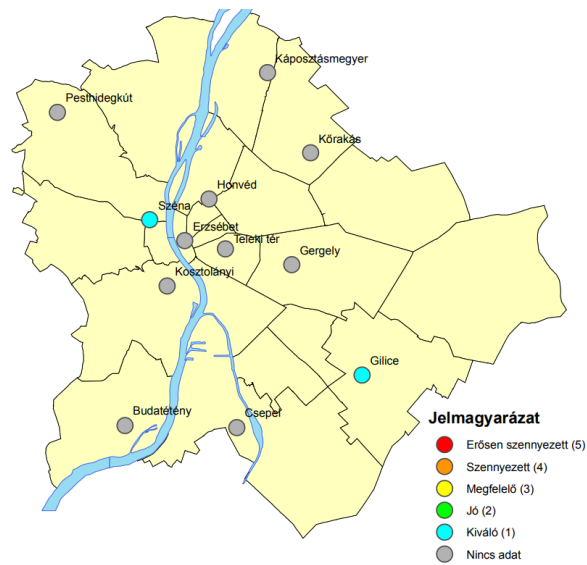 Káposztásmegyer
Pesthidegkút
Kőrakás
Honvéd
Széna
Erzsébet
Teleki tér
Gergely
Kosztolányi
Gilice
Budatétény
Csepel
Jelmagyarázat
Erősen szennyezett (5)
Szennyezett (4)
Megfelelő (3)
Jó (2)
Kiváló (1)
Nincs adat